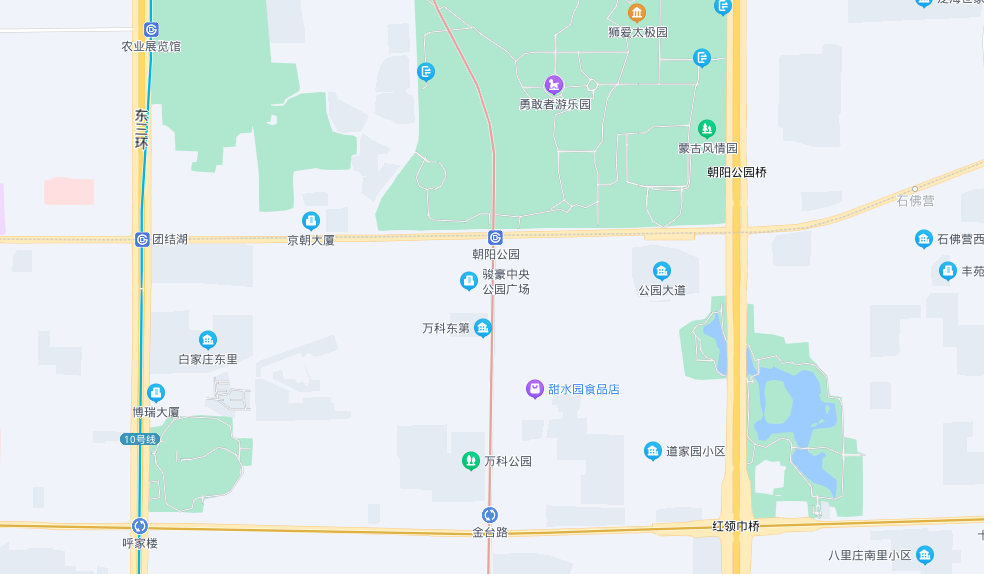 泛海世家
狮爱太极园
农业展览馆
勇敢者游乐园
东三环
蒙古风情园
朝阳公园桥
石佛营
团结湖
京朝大厦
石佛营西
朝阳公园
骏豪中央
公园广场
丰苑
公园大道
万科东第
白家庄东里
甜水园食品店
博瑞大厦
10号线
道家园小区
万科公园
红领巾桥
金台路
呼家楼
八里庄南里小区